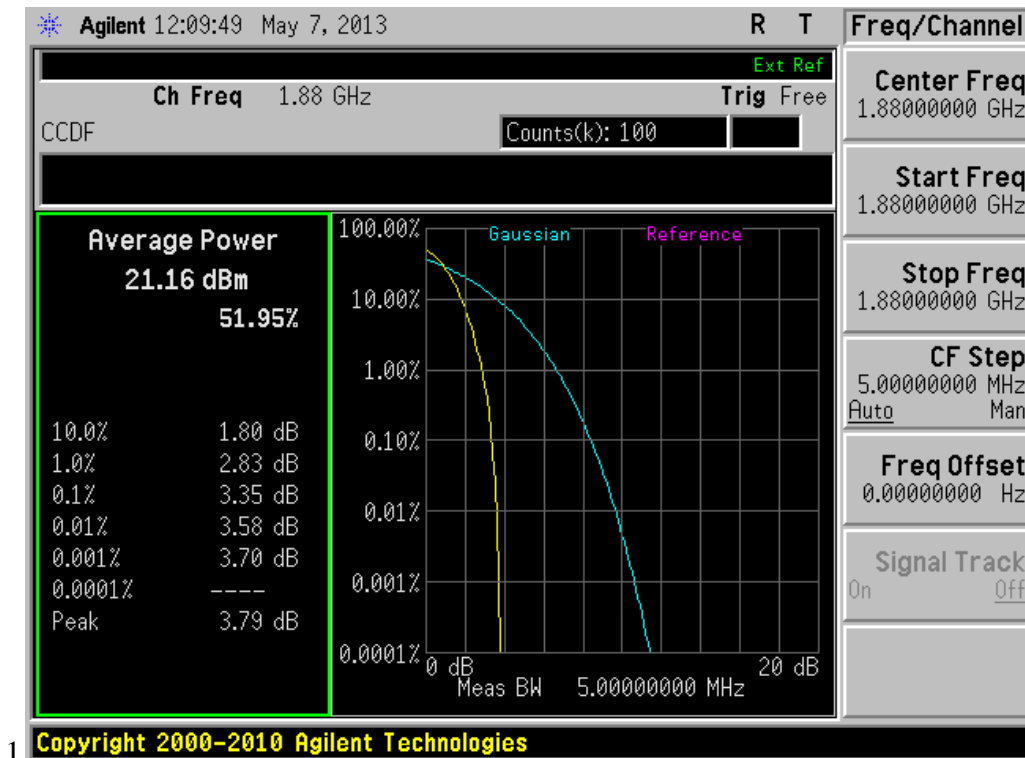 Agilent 12:09:49 May 7, 2013 R T
Ext Ref
Ch Freq 1.88 GHz Trig Free
CCDF Counts(k): 100
Average Power
21.16 dBm
51.95%
10.0% 1.80 dB
1.0% 2.83 dB
0.1% 3.35 dB
0.01% 3.58 dB
0.001% 3.70 dB
0.0001% ----
Peak 3.79 dB
Gaussian Reference
100.00%
10.00%
1.00%
0.10%
0.01%
0.001%
0.0001%
0 dB 20 dB
Meas BW 5.00000000 MHz
Freq/Channel
Center Freq
1.88000000 GHz
Start Freq
1.88000000 GHz
Stop Freq
1.88000000 GHz
CF Step
5.00000000 MHz
Auto Man
Freq Offset
0.00000000 Hz
Signal Track
On Off
1 Copyright 2000-2010 Agilent Technologies